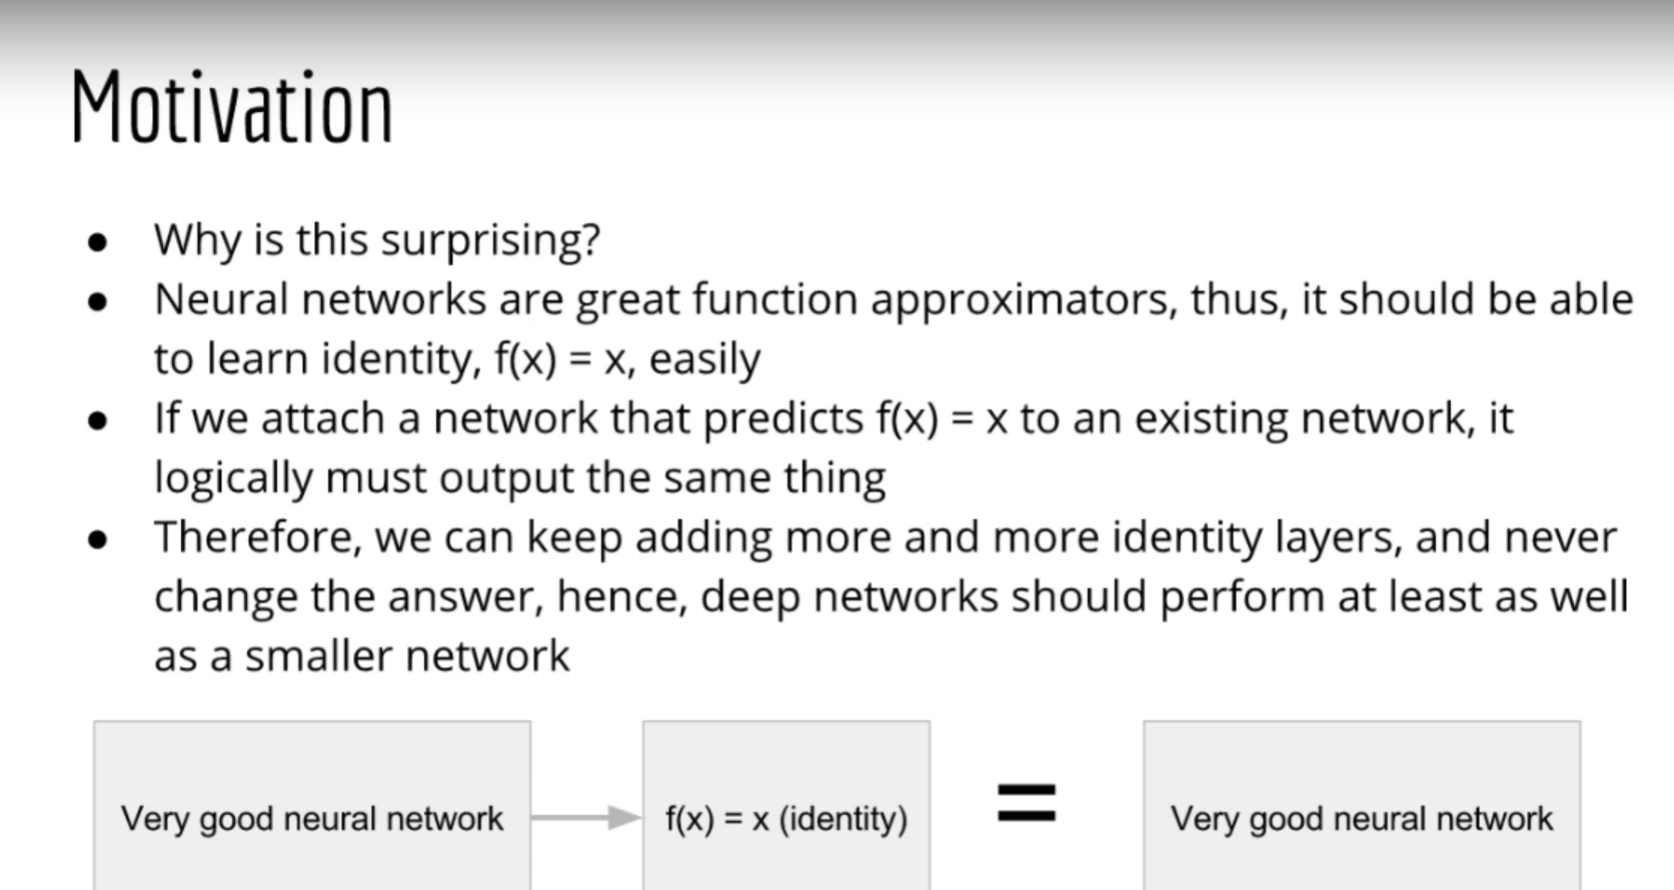 Motivation
● Why is this surprising?
● Neural networks are great function approximators, thus, it should be able
to learn identity, f(x) = x, easily
● If we attach a network that predicts f(x) = x to an existing network, it
logically must output the same thing
● Therefore, we can keep adding more and more identity layers, and never
change the answer, hence, deep networks should perform at least as well
as a smaller network
Very good neural network
f(x) = x (identity)
=
Very good neural network